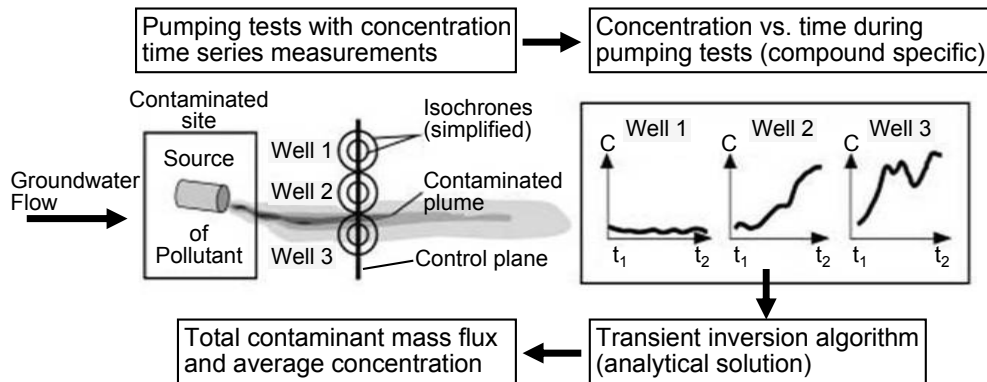 Pumping tests with concentration
time series measurements
Concentration vs. time during
pumping tests (compound specific)
Contaminated
site
Source
of
Pollutant
Groundwater
Flow
Well 1
Well 2
Well 3
Isochrones
(simplified)
Contaminated
plume
Control plane
Well 1
C
t1
t2
Well 2
C
t1
t2
Well 3
C
t1
t2
Total contaminant mass flux
and average concentration
Transient inversion algorithm
(analytical solution)